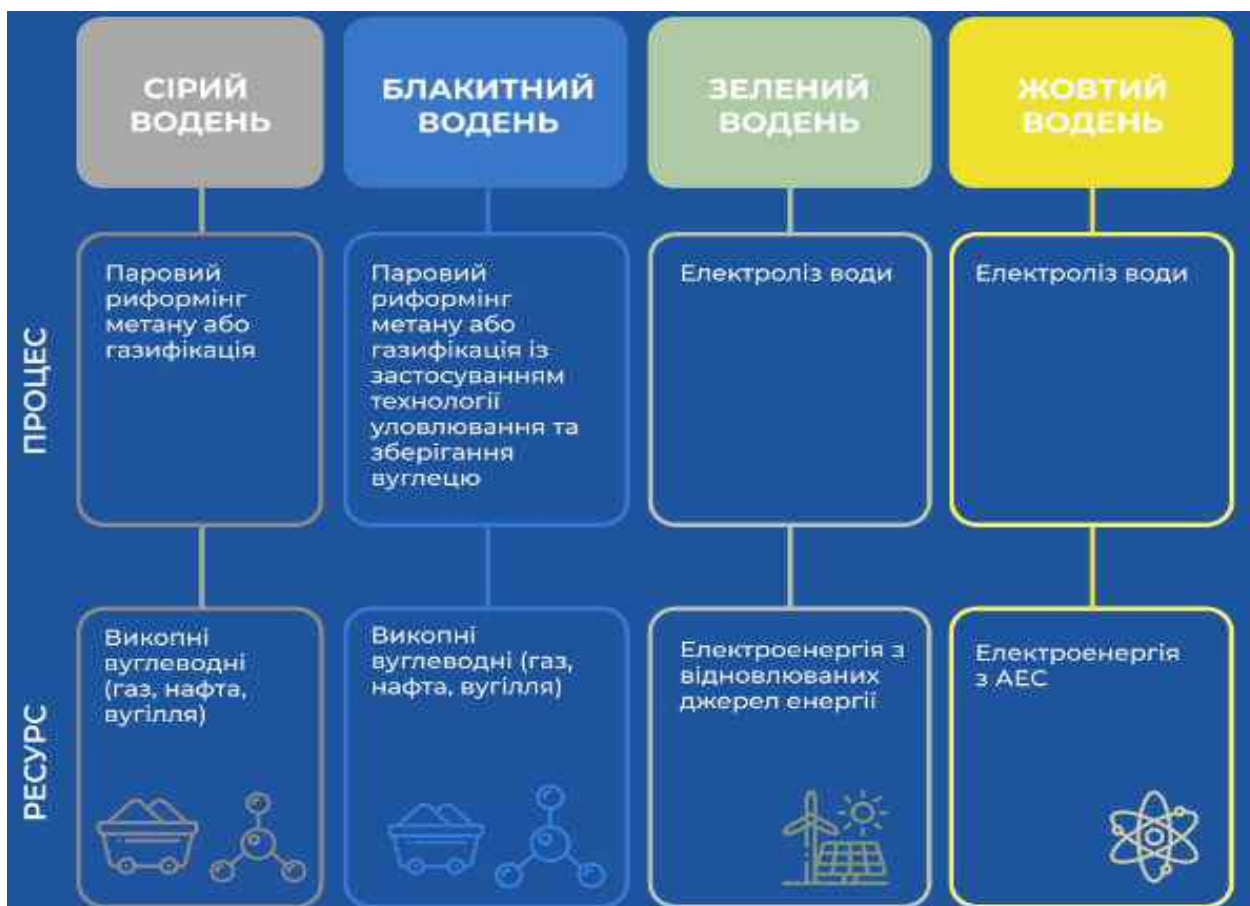 СІРИЙ
ВОДЕНЬ
БЛАКИТНИЙ
ВОДЕНЬ
ЗЕЛЕНИЙ
ВОДЕНЬ
ЖОВТИЙ
ВОДЕНЬ
ПРОЦЕС
Паровий
риформінг
метану або
газифікація
Паровий
риформінг
метану або
газифікація із
застосуванням
технології
уловлювання та
зберігання
вуглецю
Електроліз води
Електроліз води
РЕСУРС
Викопні
вуглеводні
(газ, нафта,
вугілля)
Викопні
вуглеводні (газ,
нафта, вугілля)
Електроенергія з
відновлюваних
джерел енергії
Електроенергія
з АЕС